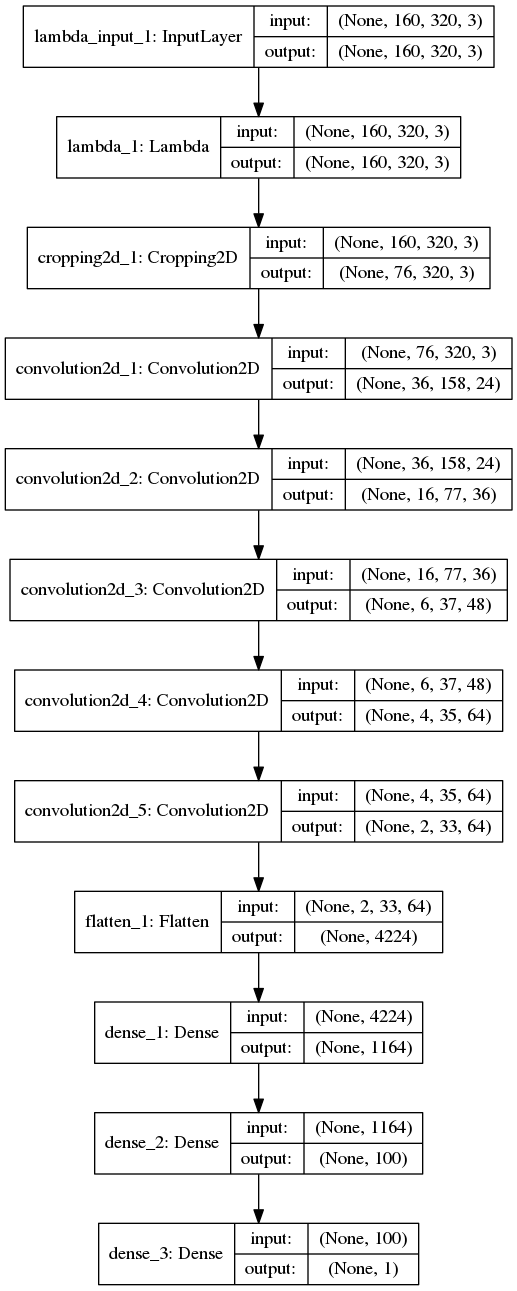 lambda_input_1: InputLayer
input: (None, 160, 320, 3)
output: (None, 160, 320, 3)
lambda_1: Lambda
input: (None, 160, 320, 3)
output: (None, 160, 320, 3)
cropping2d_1: Cropping2D
input: (None, 160, 320, 3)
output: (None, 76, 320, 3)
convolution2d_1: Convolution2D
input: (None, 76, 320, 3)
output: (None, 36, 158, 24)
convolution2d_2: Convolution2D
input: (None, 36, 158, 24)
output: (None, 16, 77, 36)
convolution2d_3: Convolution2D
input: (None, 16, 77, 36)
output: (None, 6, 37, 48)
convolution2d_4: Convolution2D
input: (None, 6, 37, 48)
output: (None, 4, 35, 64)
convolution2d_5: Convolution2D
input: (None, 4, 35, 64)
output: (None, 2, 33, 64)
flatten_1: Flatten
input: (None, 2, 33, 64)
output: (None, 4224)
dense_1: Dense
input: (None, 4224)
output: (None, 1164)
dense_2: Dense
input: (None, 1164)
output: (None, 100)
dense_3: Dense
input: (None, 100)
output: (None, 1)